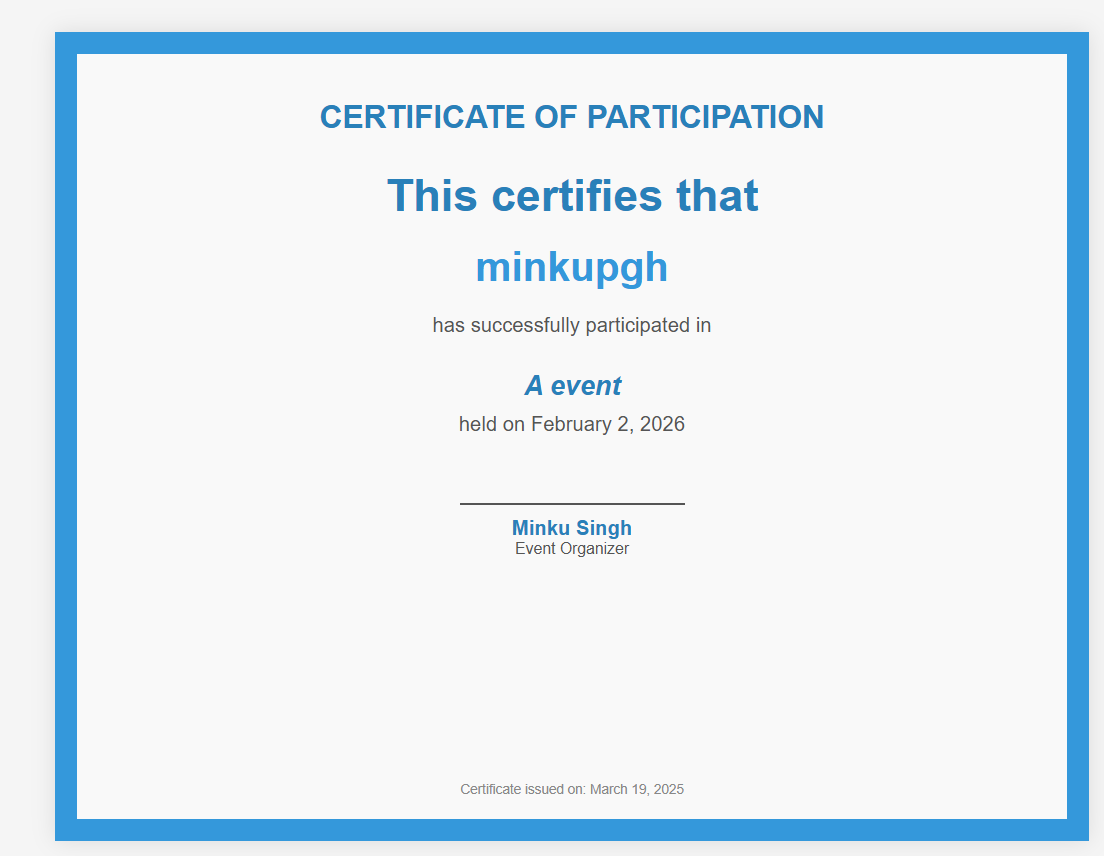 CERTIFICATE OF PARTICIPATION
This certifies that
minkupgh
has successfully participated in
A event
held on February 2, 2026
Minku Singh
Event Organizer
Certificate issued on: March 19, 2025